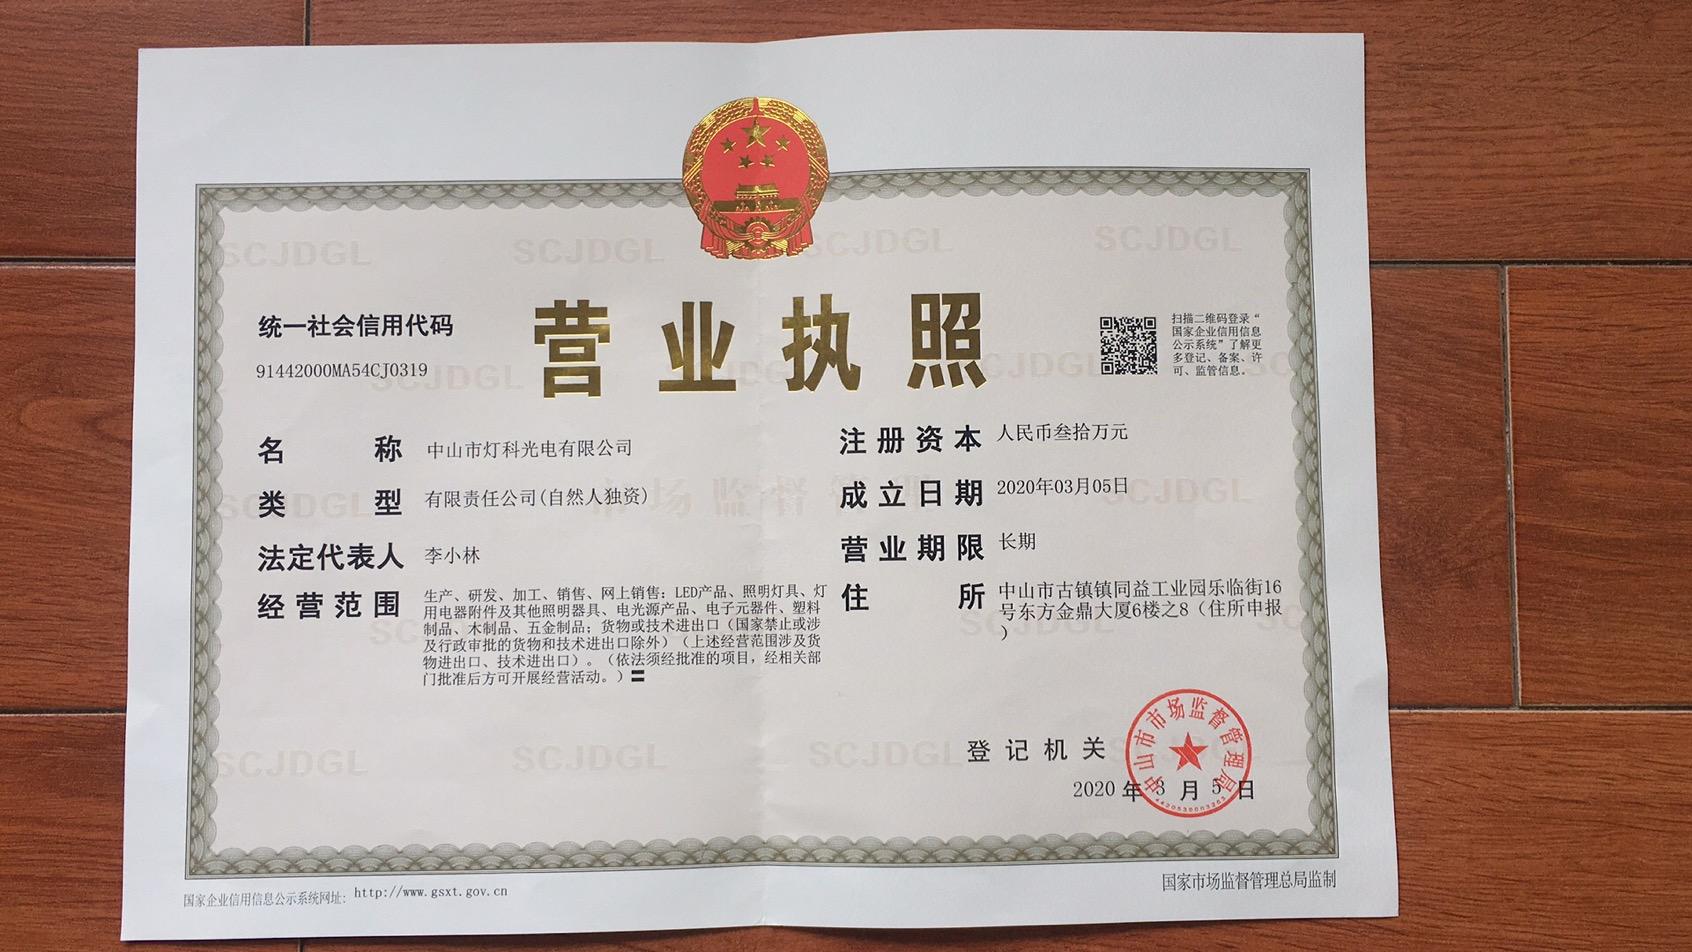 营业执照
统一社会信用代码
91442000MA54CJ0319
扫描二维码登录“
国家企业信用信息
公示系统”了解更
多登记、备案、许
可、监管信息。
名称 中山市灯科光电有限公司
类型 有限责任公司(自然人独资)
法定代表人 李小林
经营范围 生产、研发、加工、销售、网上销售：LED产品、照明灯具、灯
用电器附件及其他照明器具、电光源产品、电子元器件、塑料
制品、木制品、五金制品；货物或技术进出口（国家禁止或涉
及行政审批的货物和技术进出口除外）（上述经营范围涉及货
物进出口、技术进出口）。（依法须经批准的项目，经相关部
门批准后方可开展经营活动。）〓
注册资本 人民币叁拾万元
成立日期 2020年03月05日
营业期限 长期
住所 中山市古镇镇同益工业园乐临街16
号东方金鼎大厦6楼之8（住所申报
）
登记机关
中山市市场监督管理局
2020 年 3 月 5 日
国家企业信用信息公示系统网址: http://www.gsxt.gov.cn
国家市场监督管理总局监制
SCJDGL
市场监督管理